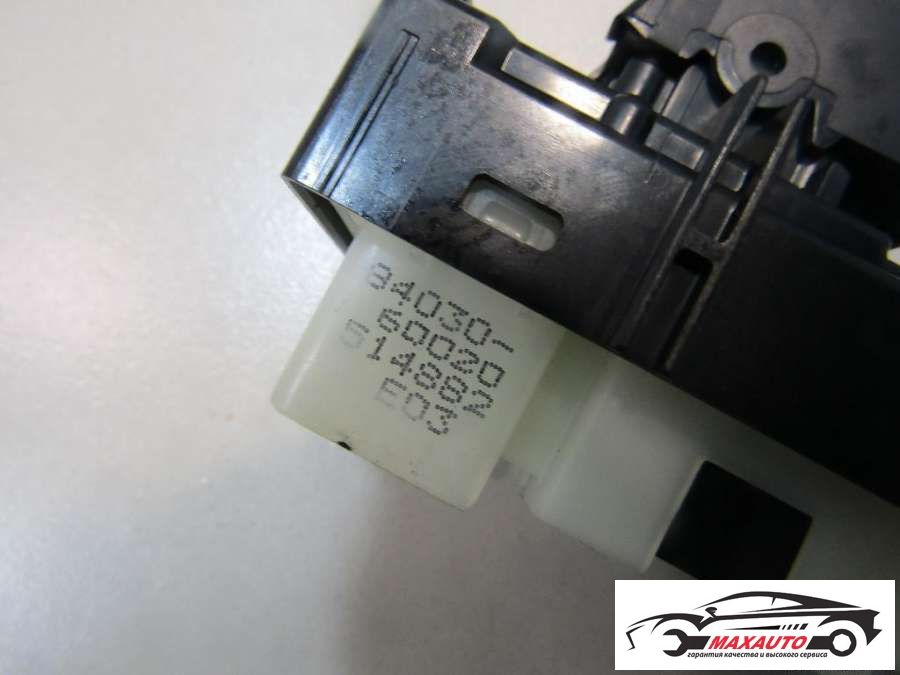 84030-
60020
514882
E03
MAXAUTO
гарантия качества и высокого сервиса